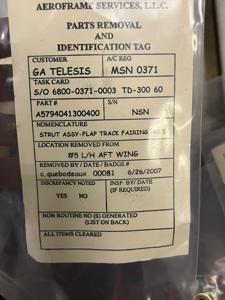 AEROFRAME SERVICES, L.L.C.
PARTS REMOVAL
AND
IDENTIFICATION TAG
CUSTOMER A/C REG
GA TELESIS MSN 0371
TASK CARD
S/O 6800-0371-0003 TD-300 60
PART # S/N
A5794041300400 NSN
NOMENCLATURE
STRUT ASSY-FLAP TRACK FAIRING NO.5
LOCATION REMOVED FROM
#5 L/H AFT WING
REMOVED BY / DATE / BADGE #
c.quebodeaux 00081 6/26/2007
DISCREPANCY NOTED INSP BY/ DATE
YES NO (IF REQUIRED)
NON ROUTINE NO (S) GENERATED
(LIST ON BACK)
ALL ITEMS CLEARED